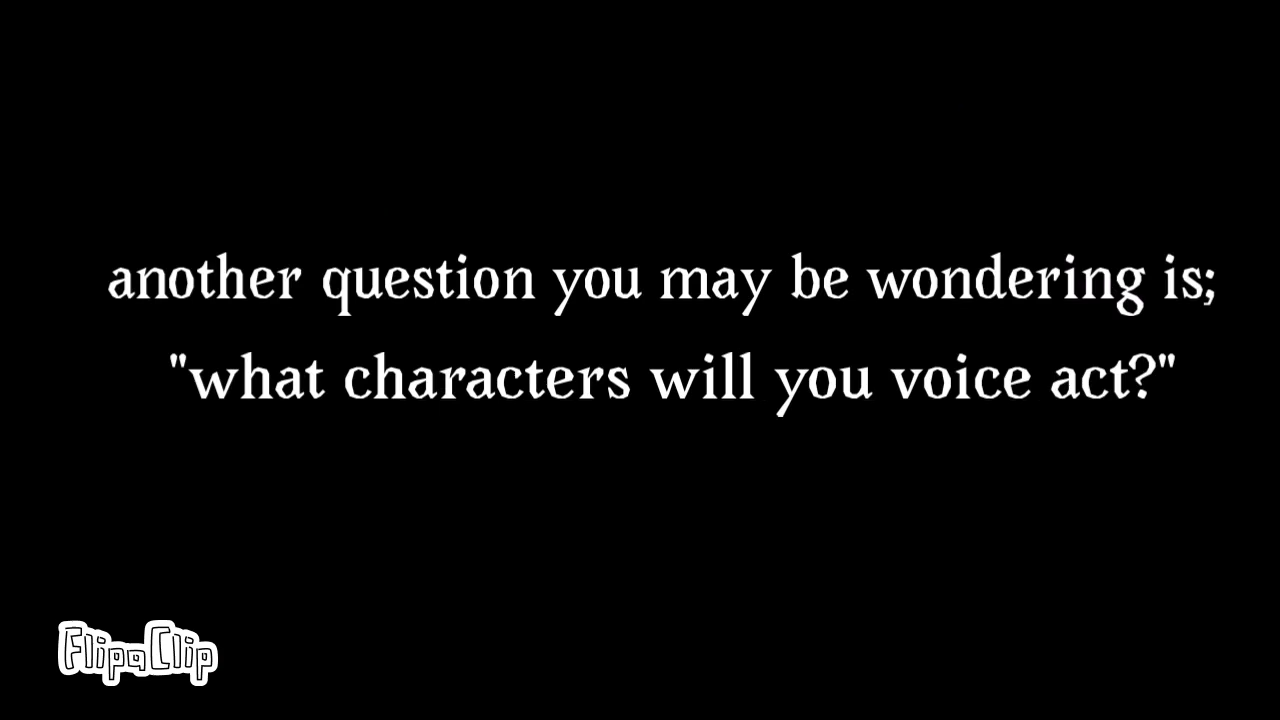 another question you may be wondering is;
"what characters will you voice act?"
FlipaClip